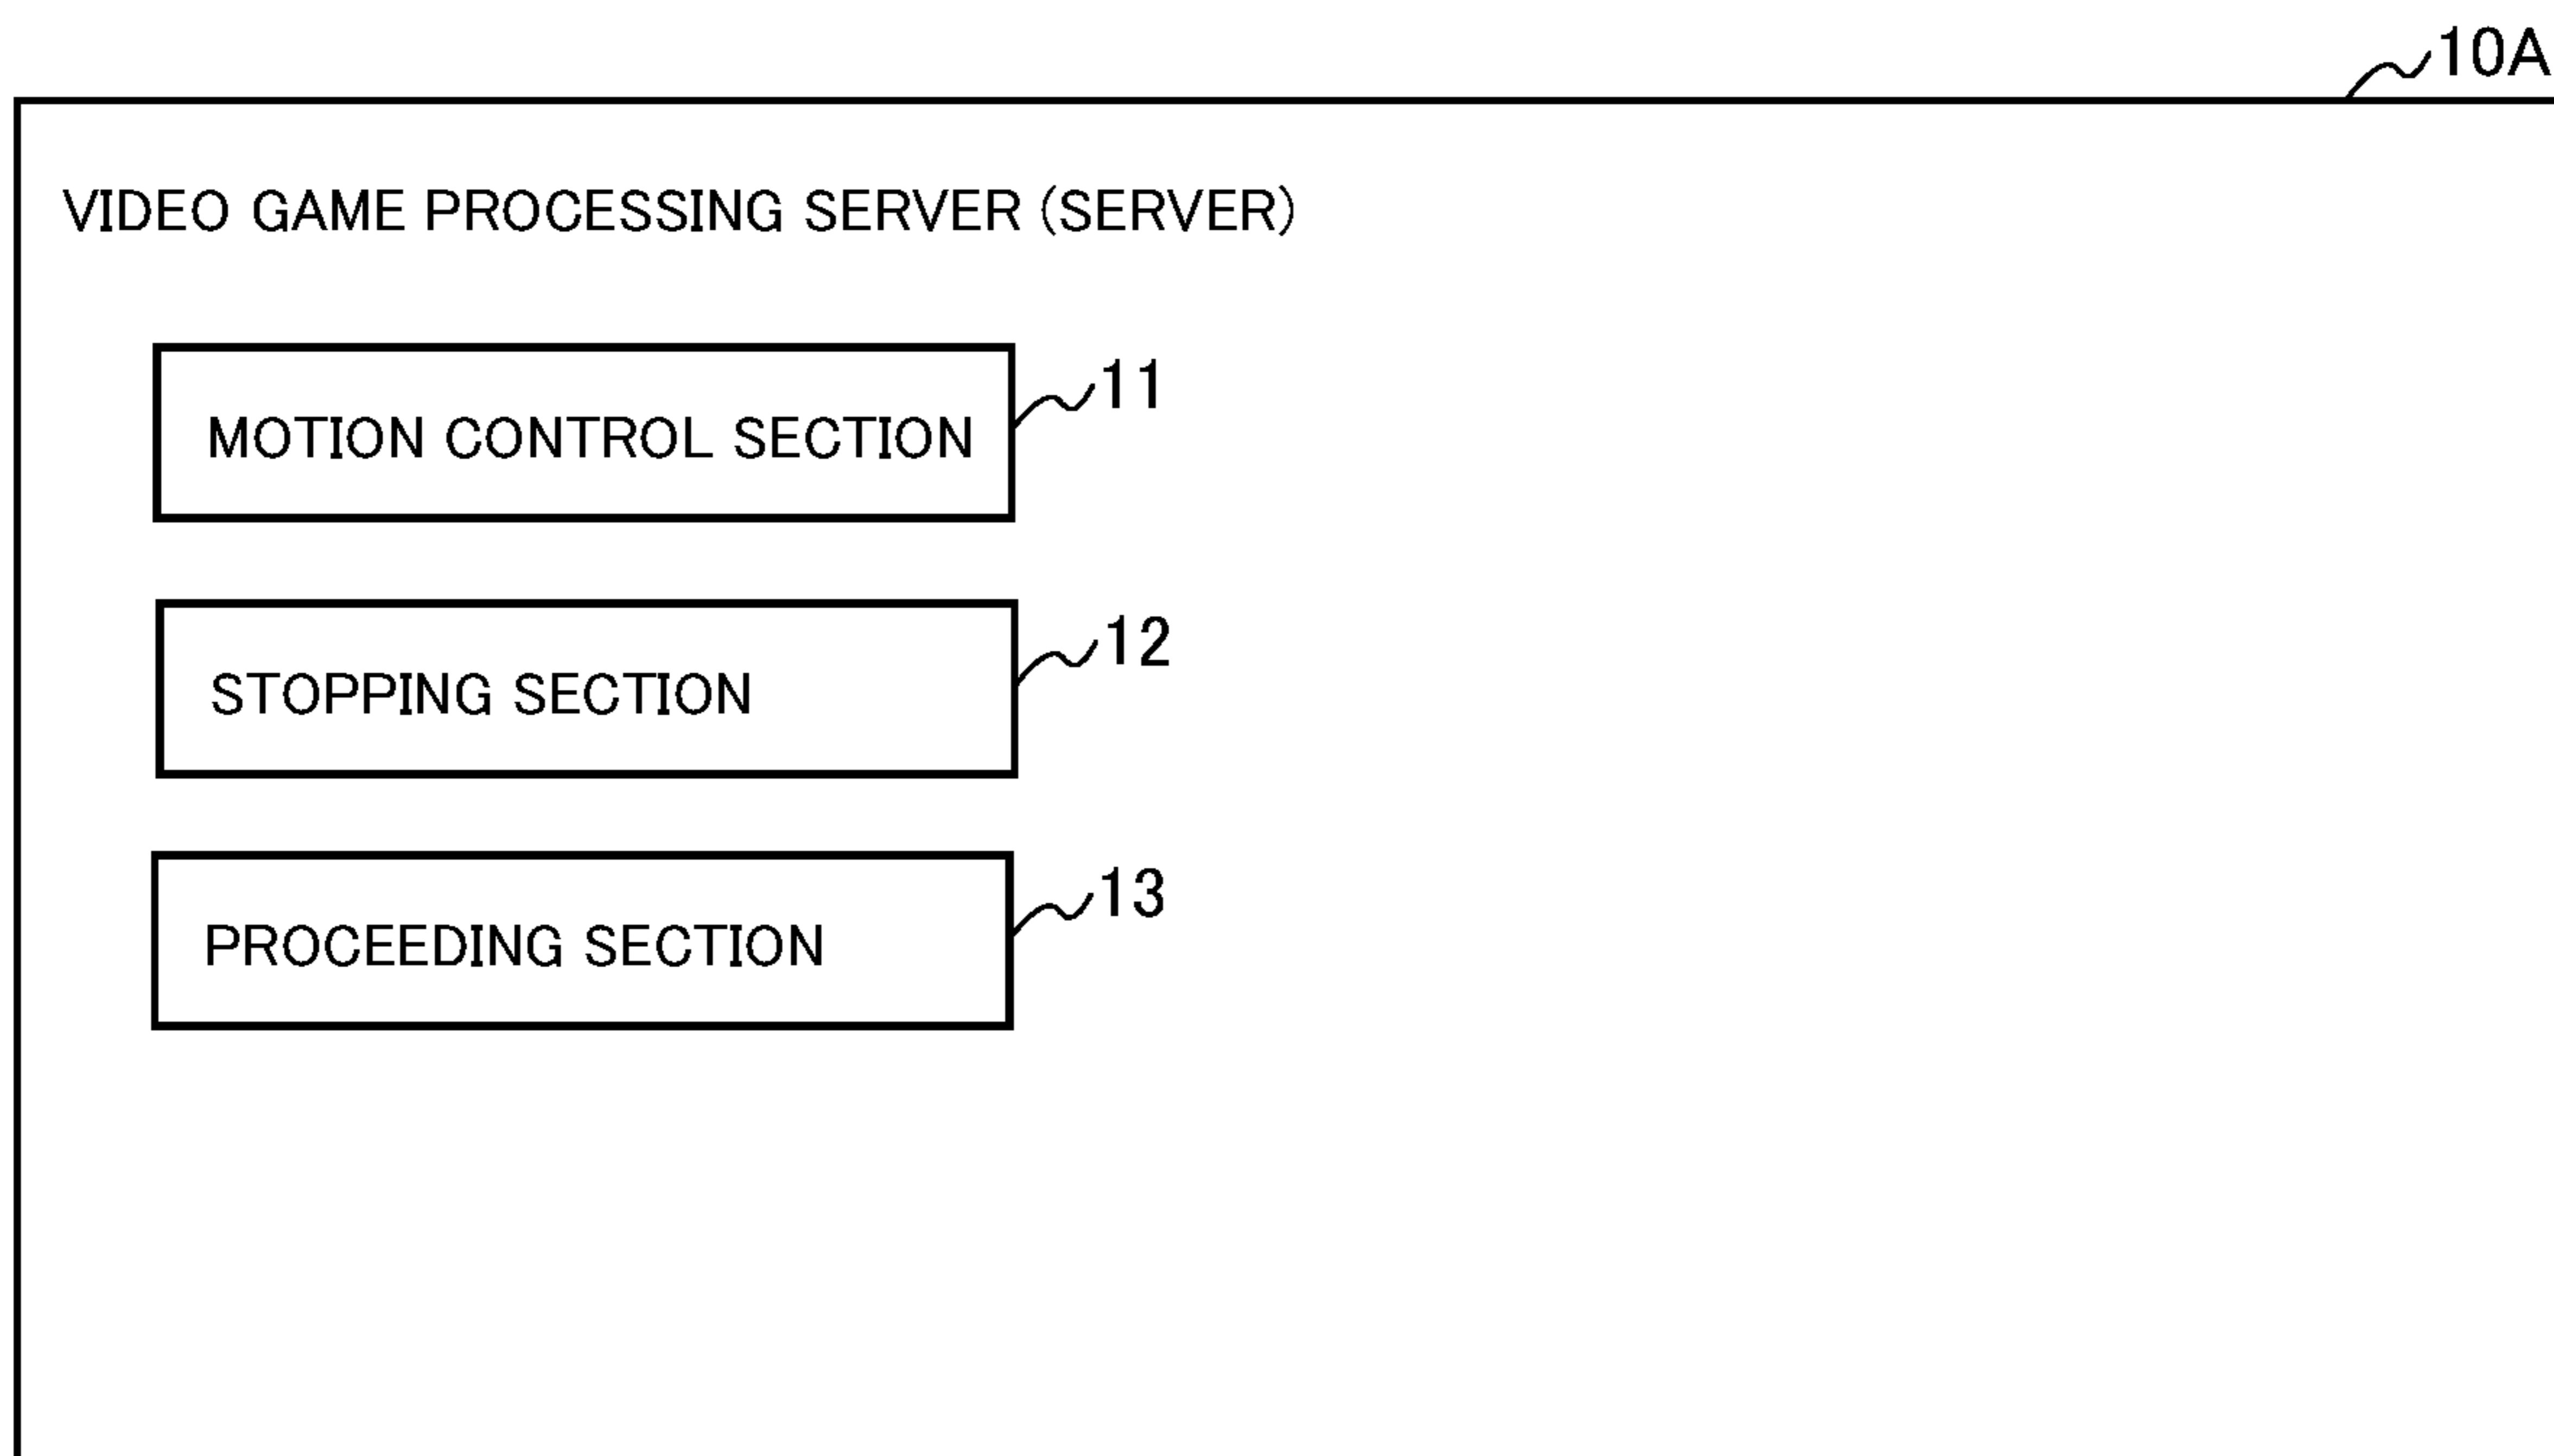 10A
VIDEO GAME PROCESSING SERVER (SERVER)
11
MOTION CONTROL SECTION
12
STOPPING SECTION
13
PROCEEDING SECTION